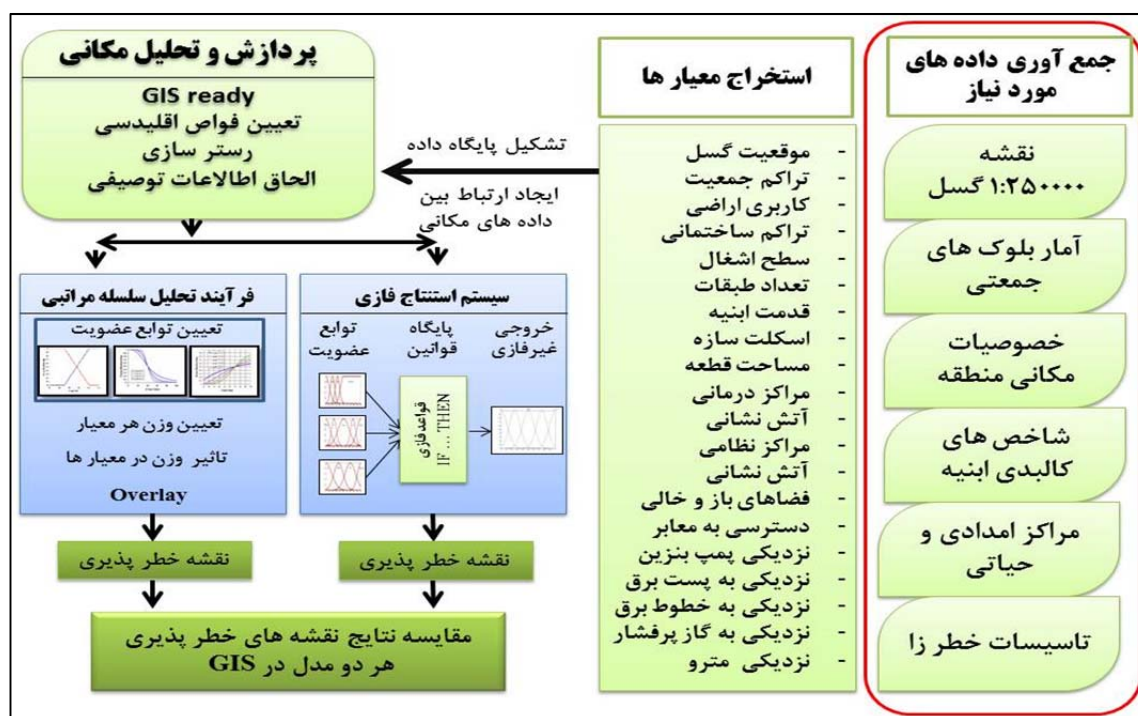 جمع آوری داده های
مورد نیاز
نقشه
۱:۲۵۰۰۰۰ گسل
آمار بلوک های
جمعتی
خصوصیات
مکانی منطقه
شاخص های
کالبدی ابنیه
مراکز امدادی و
حیاتی
تاسیسات خطر زا
استخراج معیار ها
- موقعیت گسل
- تراکم جمعیت
- کاربری اراضی
- تراکم ساختمانی
- سطح اشغال
- تعداد طبقات
- قدمت ابنیه
- اسکلت سازه
- مساحت قطعه
- مراکز درمانی
- آتش نشانی
- مراکز نظامی
- آتش نشانی
- فضاهای باز و خالی
- دسترسی به معابر
- نزدیکی پمپ بنزین
- نزدیکی به پست برق
- نزدیکی به خطوط برق
- نزدیکی به گاز پرفشار
- نزدیکی مترو
تشکیل پایگاه داده
ایجاد ارتباط بین
داده های مکانی
پردازش و تحلیل مکانی
GIS ready
تعیین فواص اقلیدسی
رستر سازی
الحاق اطالاعات توصیفی
سیستم استنتاج فازی
توابع
عضویت
پایگاه
قوانین
خروجی
غیرفازی
قواعدفازی
IF ... THEN
نقشه خطر پذیری
فرآیند تحلیل سلسله مراتبی
تعیین توابع عضویت
تعیین وزن هر معیار
تاثیر وزن در معیار ها
Overlay
نقشه خطر پذیری
مقایسه نتایج نقشه های خطر پذیری
هر دو مدل در GIS